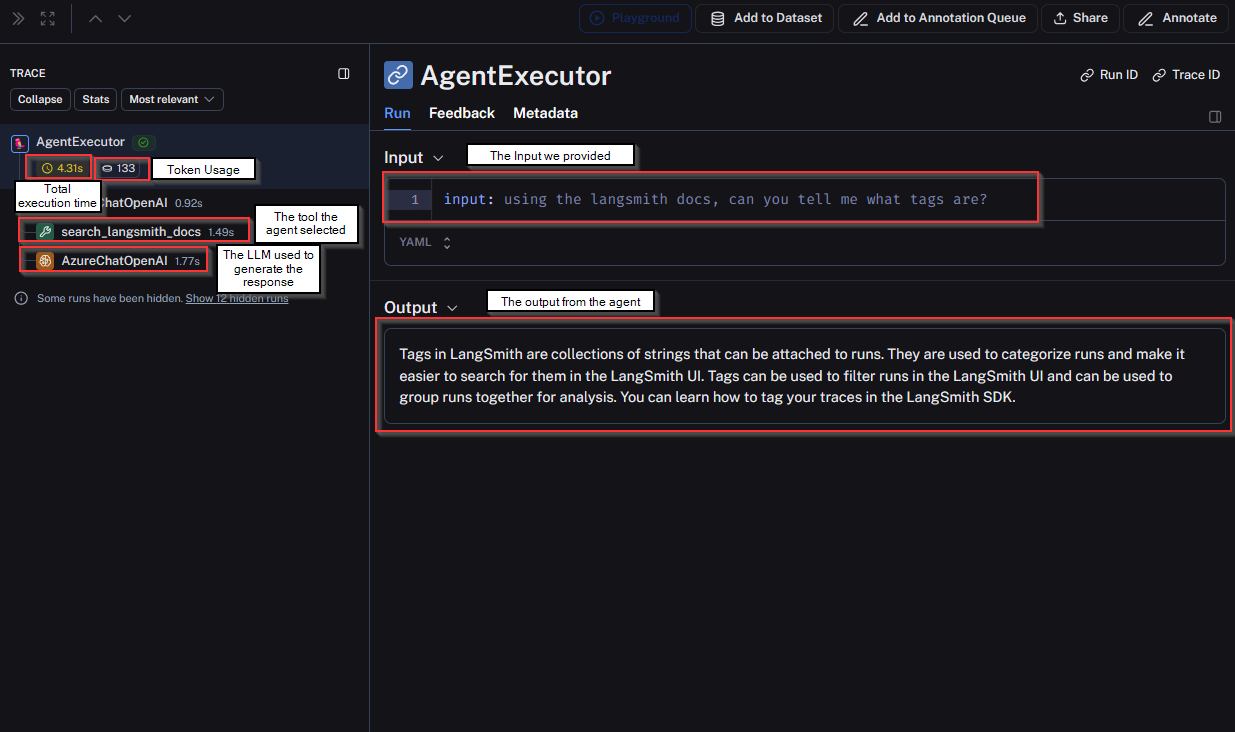 Playground
Add to Dataset
Add to Annotation Queue
Share
Annotate
TRACE
Collapse
Stats
Most relevant
AgentExecutor
4.31s
133
Token Usage
Total
execution time
ChatOpenAI 0.92s
search_langsmith_docs 1.49s
The tool the
agent selected
AzureChatOpenAI 1.77s
The LLM used to
generate the
response
Some runs have been hidden. Show 12 hidden runs
AgentExecutor
Run ID
Trace ID
Run
Feedback
Metadata
Input
The Input we provided
1
input: using the langsmith docs, can you tell me what tags are?
YAML
Output
The output from the agent
Tags in LangSmith are collections of strings that can be attached to runs. They are used to categorize runs and make it
easier to search for them in the LangSmith UI. Tags can be used to filter runs in the LangSmith UI and can be used to
group runs together for analysis. You can learn how to tag your traces in the LangSmith SDK.